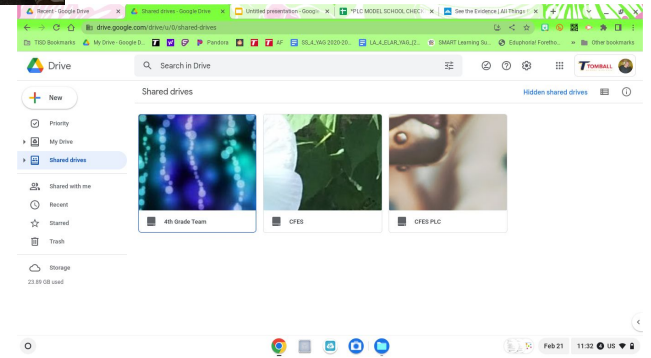 Recent - Google Drive
Shared drives - Google Drive
Untitled presentation - Google
*PLC MODEL SCHOOL CHECK
See the Evidence | All Things P
drive.google.com/drive/u/0/shared-drives
TISD Bookmarks
My Drive - Google D...
Pandora
AF
SS_4_YAG 2020-20...
LA_4_ELAR_YAG_(2...
SMART Learning Su...
Eduphoria! Foretho...
Other bookmarks
Drive
Search in Drive
TOMBALL
New
Shared drives
Hidden shared drives
Priority
My Drive
Shared drives
Shared with me
Recent
Starred
Trash
Storage
23.89 GB used
4th Grade Team
CFES
CFES PLC
Feb 21
11:32
4
US